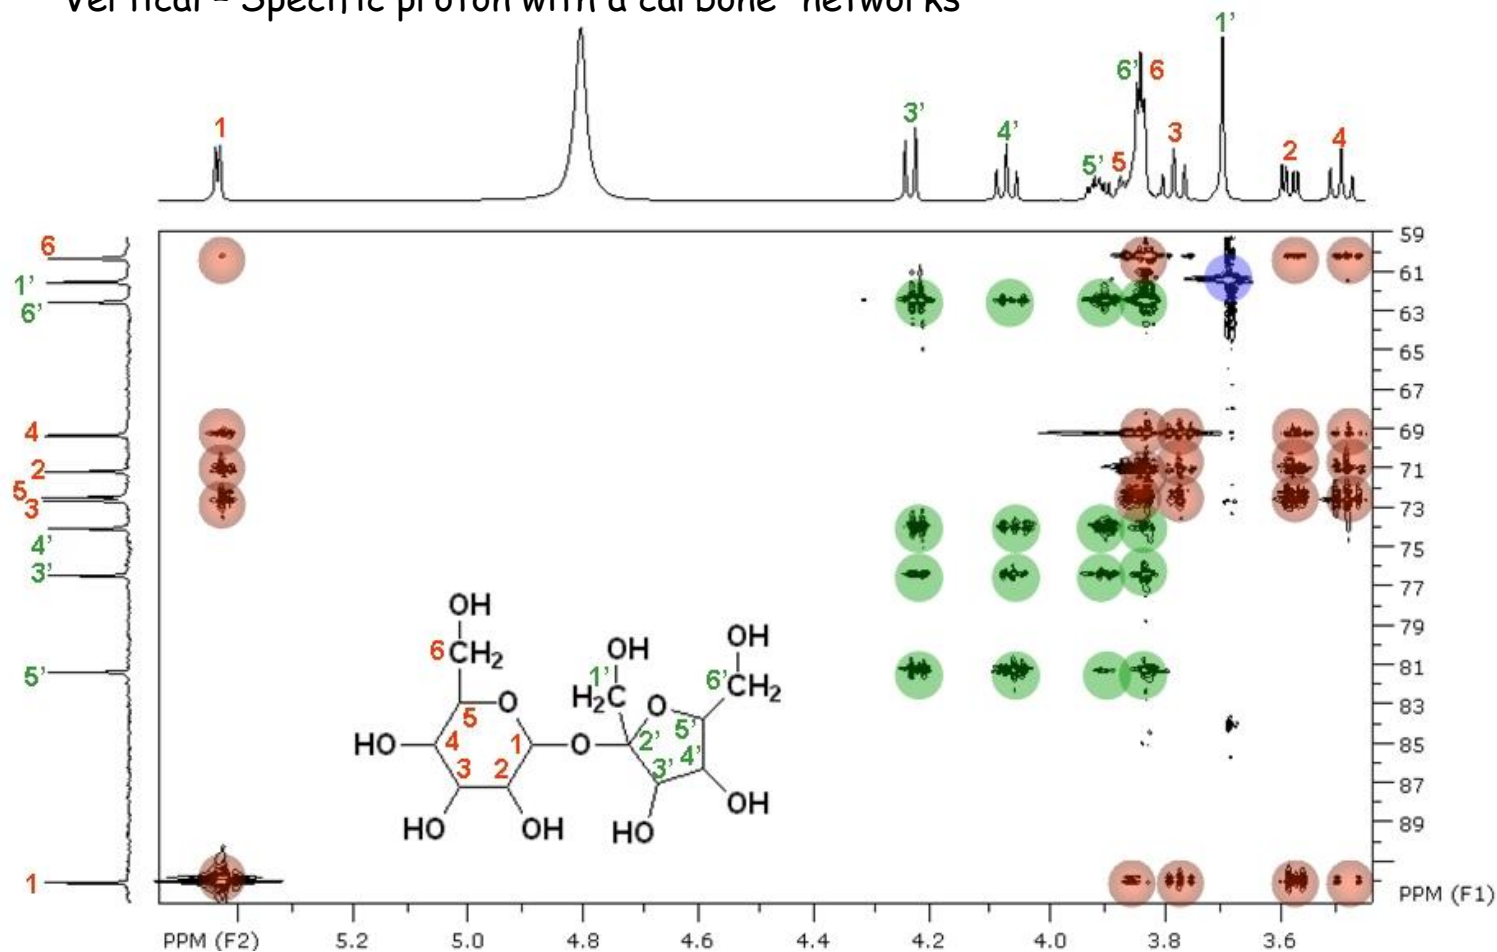 Vertical – Specific proton with a carbone networks
1'
6' 6
1 3' 4' 5' 5 3 2 4
6
1'
6'
4
2
5
3
4'
3'
5'
1
59
61
63
65
67
69
71
73
75
77
79
81
83
85
87
89
PPM (F1)
OH
6 CH2
OH
1'
H2C
OH
6' CH2
O
5
HO 4 1 O 2' O 5'
3 2 3' 4'
HO OH HO OH
PPM (F2) 5.2 5.0 4.8 4.6 4.4 4.2 4.0 3.8 3.6